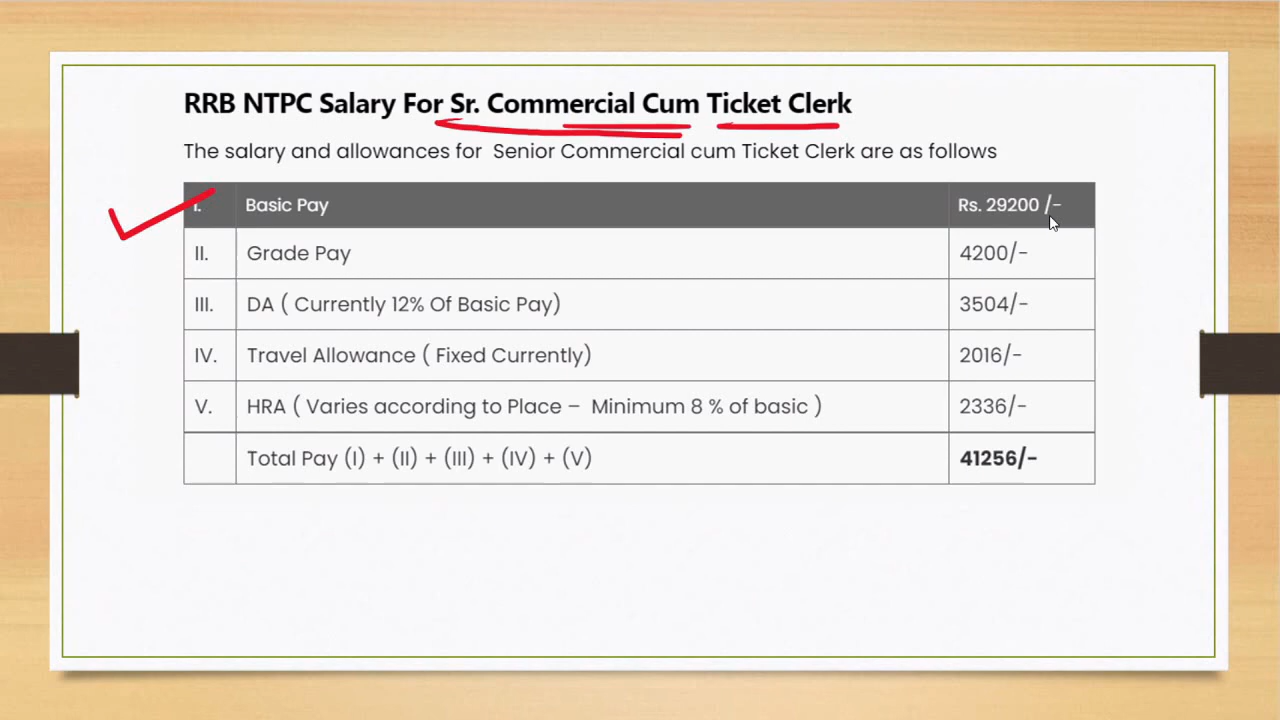 RRB NTPC Salary For Sr. Commercial Cum Ticket Clerk
The salary and allowances for Senior Commercial cum Ticket Clerk are as follows
I. Basic Pay Rs. 29200 /-
II. Grade Pay 4200/-
III. DA ( Currently 12% Of Basic Pay) 3504/-
IV. Travel Allowance ( Fixed Currently) 2016/-
V. HRA ( Varies according to Place – Minimum 8 % of basic ) 2336/-
Total Pay (I) + (II) + (III) + (IV) + (V) 41256/-